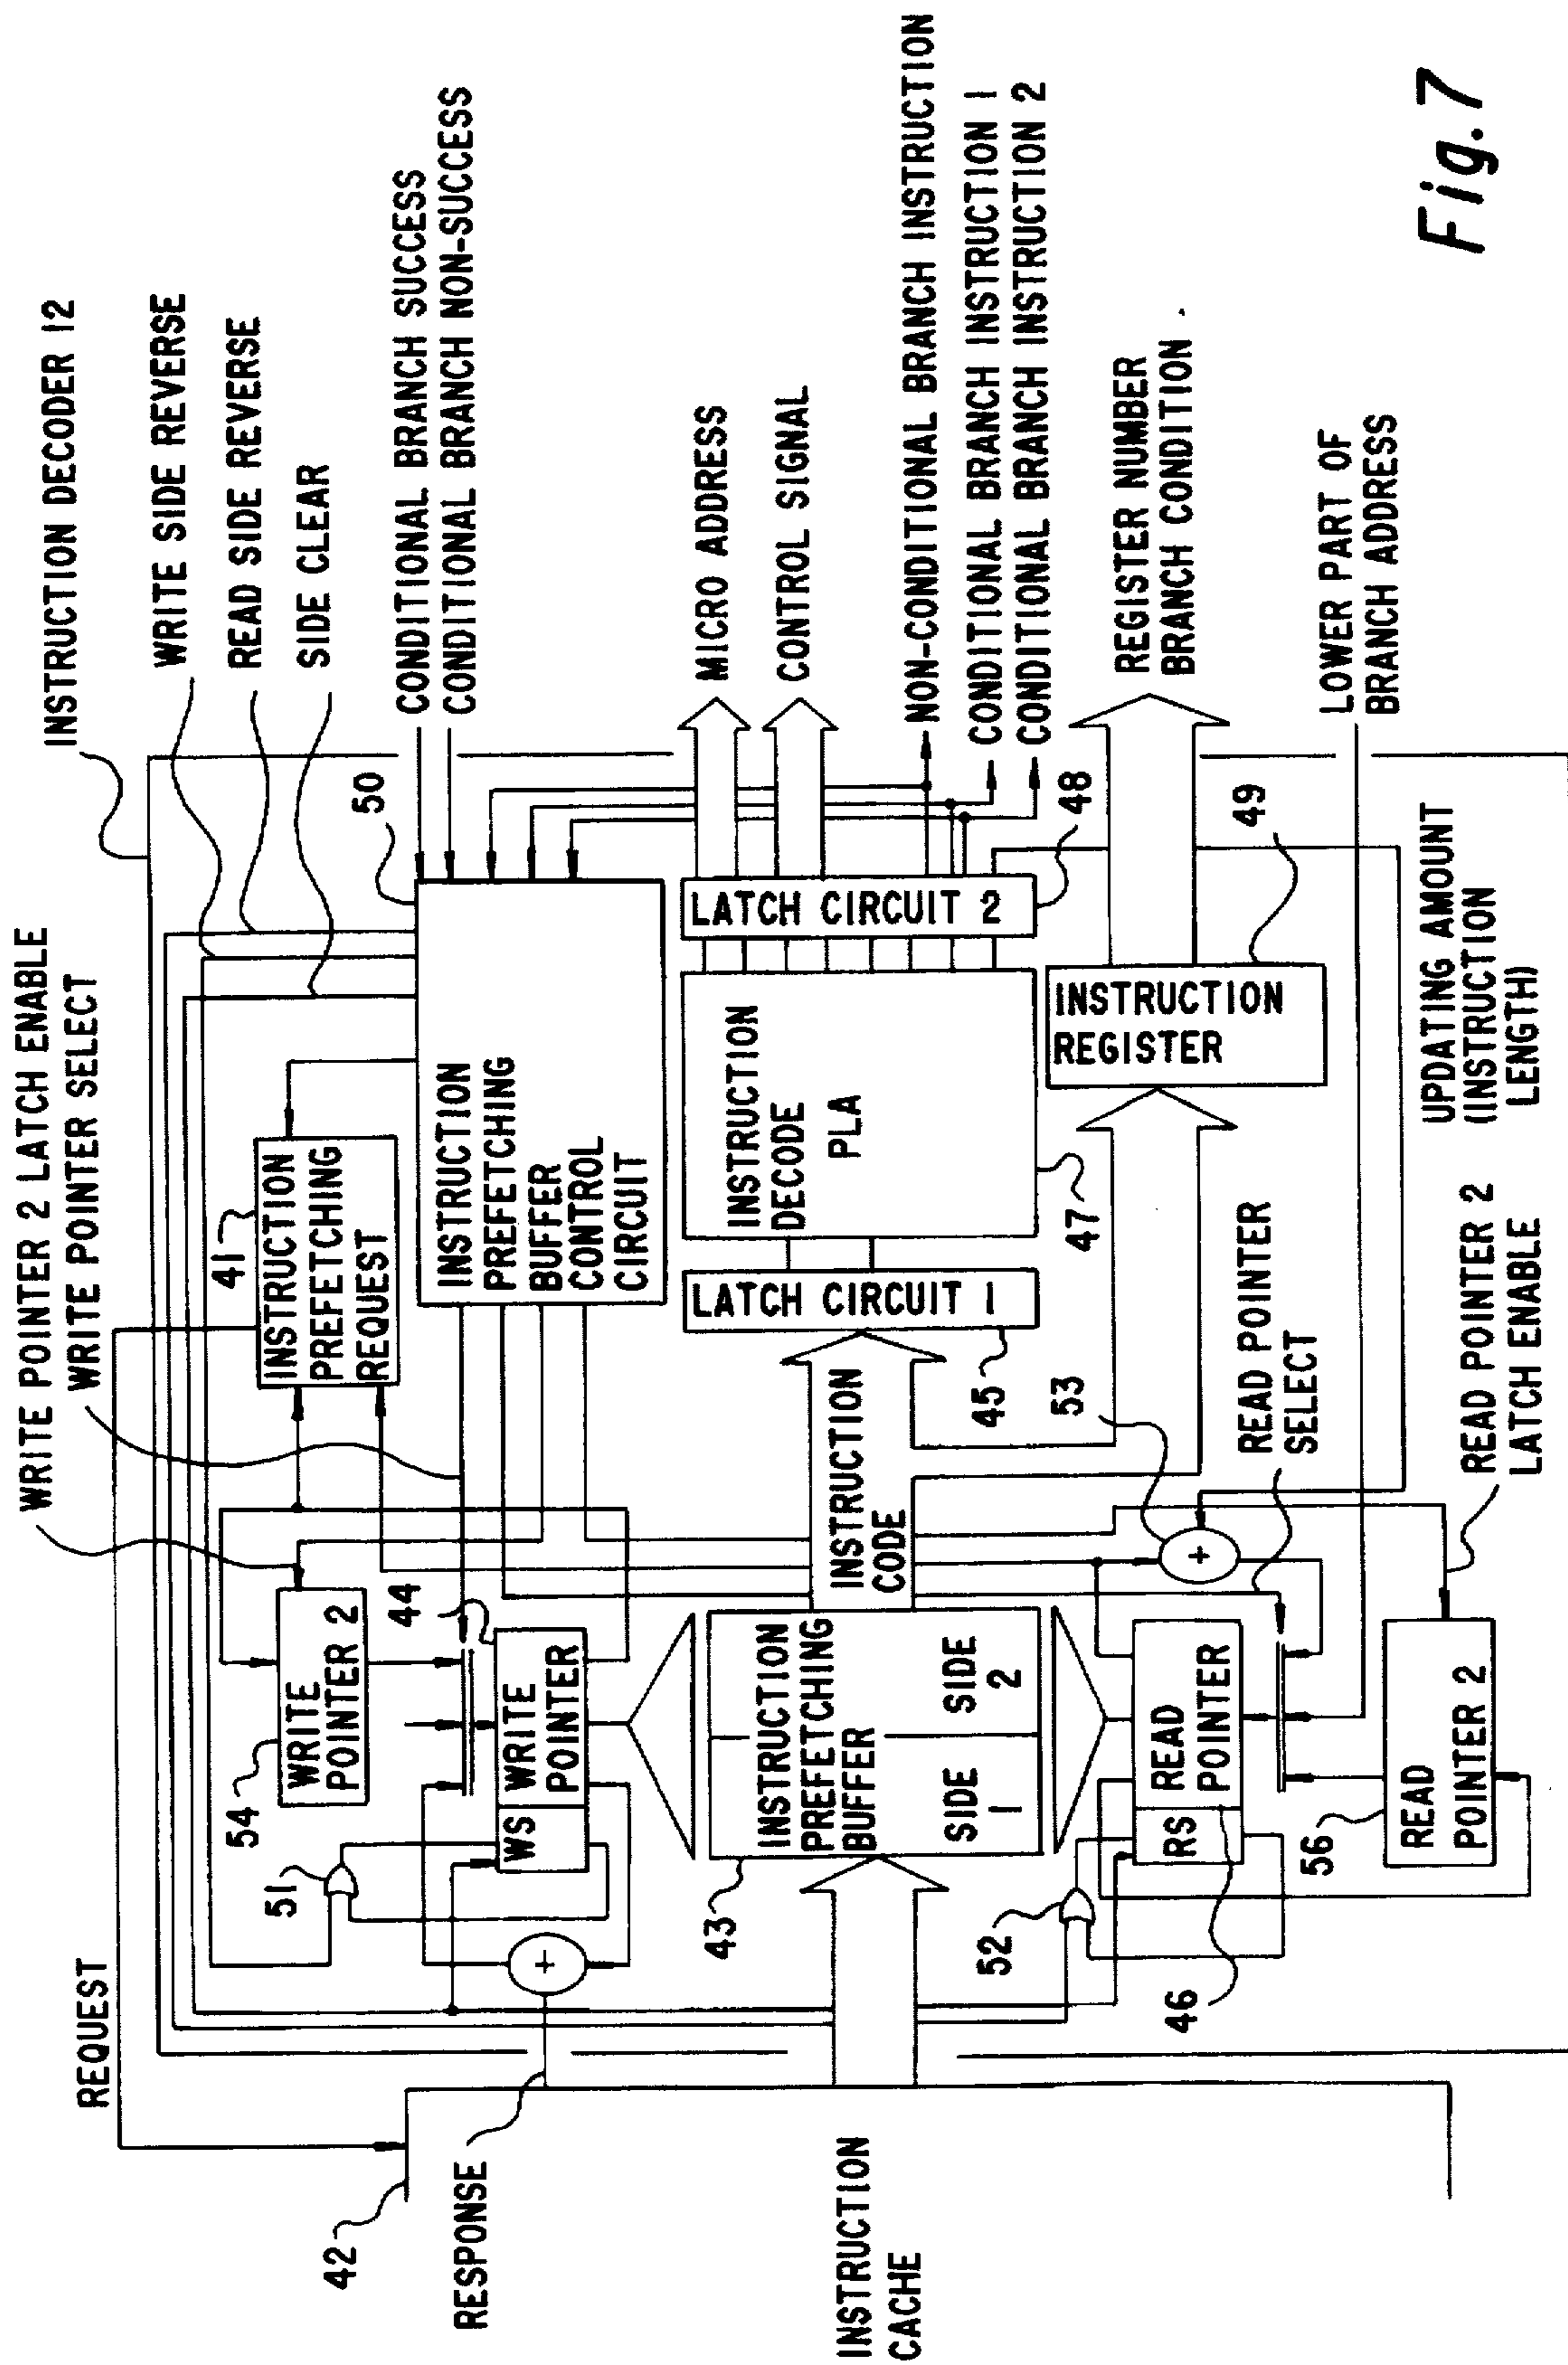 INSTRUCTION DECODER 12
WRITE SIDE REVERSE
READ SIDE REVERSE
SIDE CLEAR
WRITE POINTER 2 LATCH ENABLE
WRITE POINTER SELECT
CONDITIONAL BRANCH SUCCESS
CONDITIONAL BRANCH NON-SUCCESS
REQUEST
42
RESPONSE
INSTRUCTION
CACHE
54
WRITE
POINTER 2
51
+
44
WS
WRITE
POINTER
41
INSTRUCTION
PREFETCHING
REQUEST
50
INSTRUCTION
PREFETCHING
BUFFER
CONTROL
CIRCUIT
43
INSTRUCTION
PREFETCHING
BUFFER
SIDE
1
SIDE
2
INSTRUCTION
CODE
LATCH CIRCUIT 1
45
INSTRUCTION
DECODE
PLA
47
LATCH CIRCUIT 2
48
MICRO ADDRESS
CONTROL SIGNAL
NON-CONDITIONAL BRANCH INSTRUCTION
CONDITIONAL BRANCH INSTRUCTION 1
CONDITIONAL BRANCH INSTRUCTION 2
INSTRUCTION
REGISTER
49
REGISTER NUMBER
BRANCH CONDITION
52
46
RS
READ
POINTER
53
+
READ POINTER
SELECT
LOWER PART OF
BRANCH ADDRESS
56
READ
POINTER 2
READ POINTER 2
LATCH ENABLE
UPDATING AMOUNT
(INSTRUCTION
LENGTH)
Fig. 7